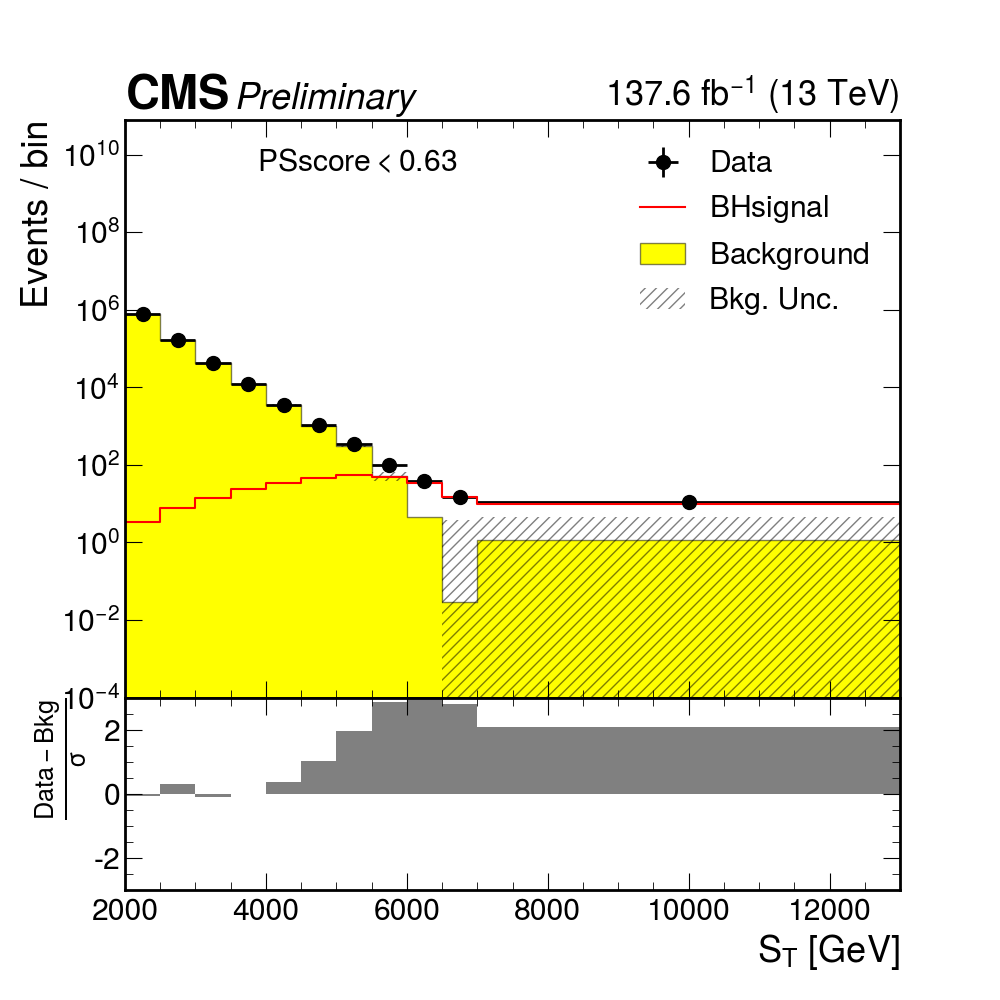 CMS Preliminary 137.6 fb⁻¹ (13 TeV)
Events / bin
PSscore < 0.63
Data
BHsignal
Background
Bkg. Unc.
10¹⁰
10⁸
10⁶
10⁴
10²
10⁰
10⁻²
10⁻⁴
Data − Bkg
σ
2
0
-2
2000 4000 6000 8000 10000 12000
S_T [GeV]